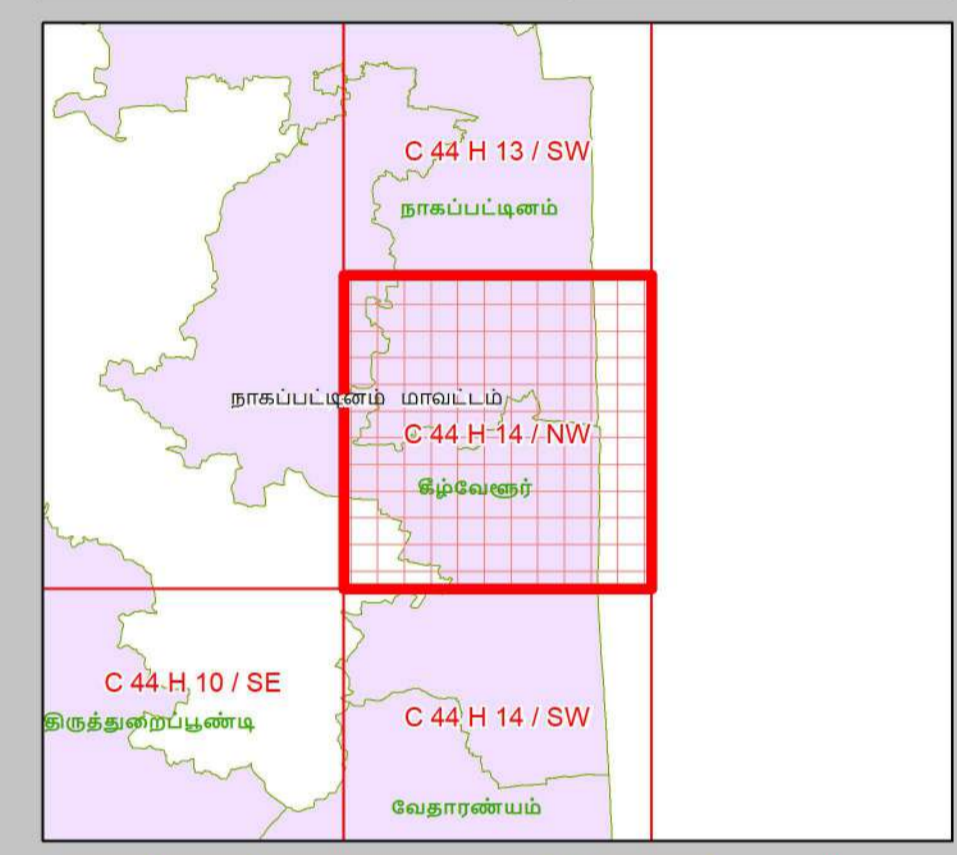 C 44 H 13 / SW
நாகப்பட்டினம்
நாகப்பட்டினம் மாவட்டம்
C 44 H 14 / NW
கீழ்வேளூர்
C 44 H 10 / SE
திருத்துறைப்பூண்டி
C 44 H 14 / SW
வேதாரண்யம்